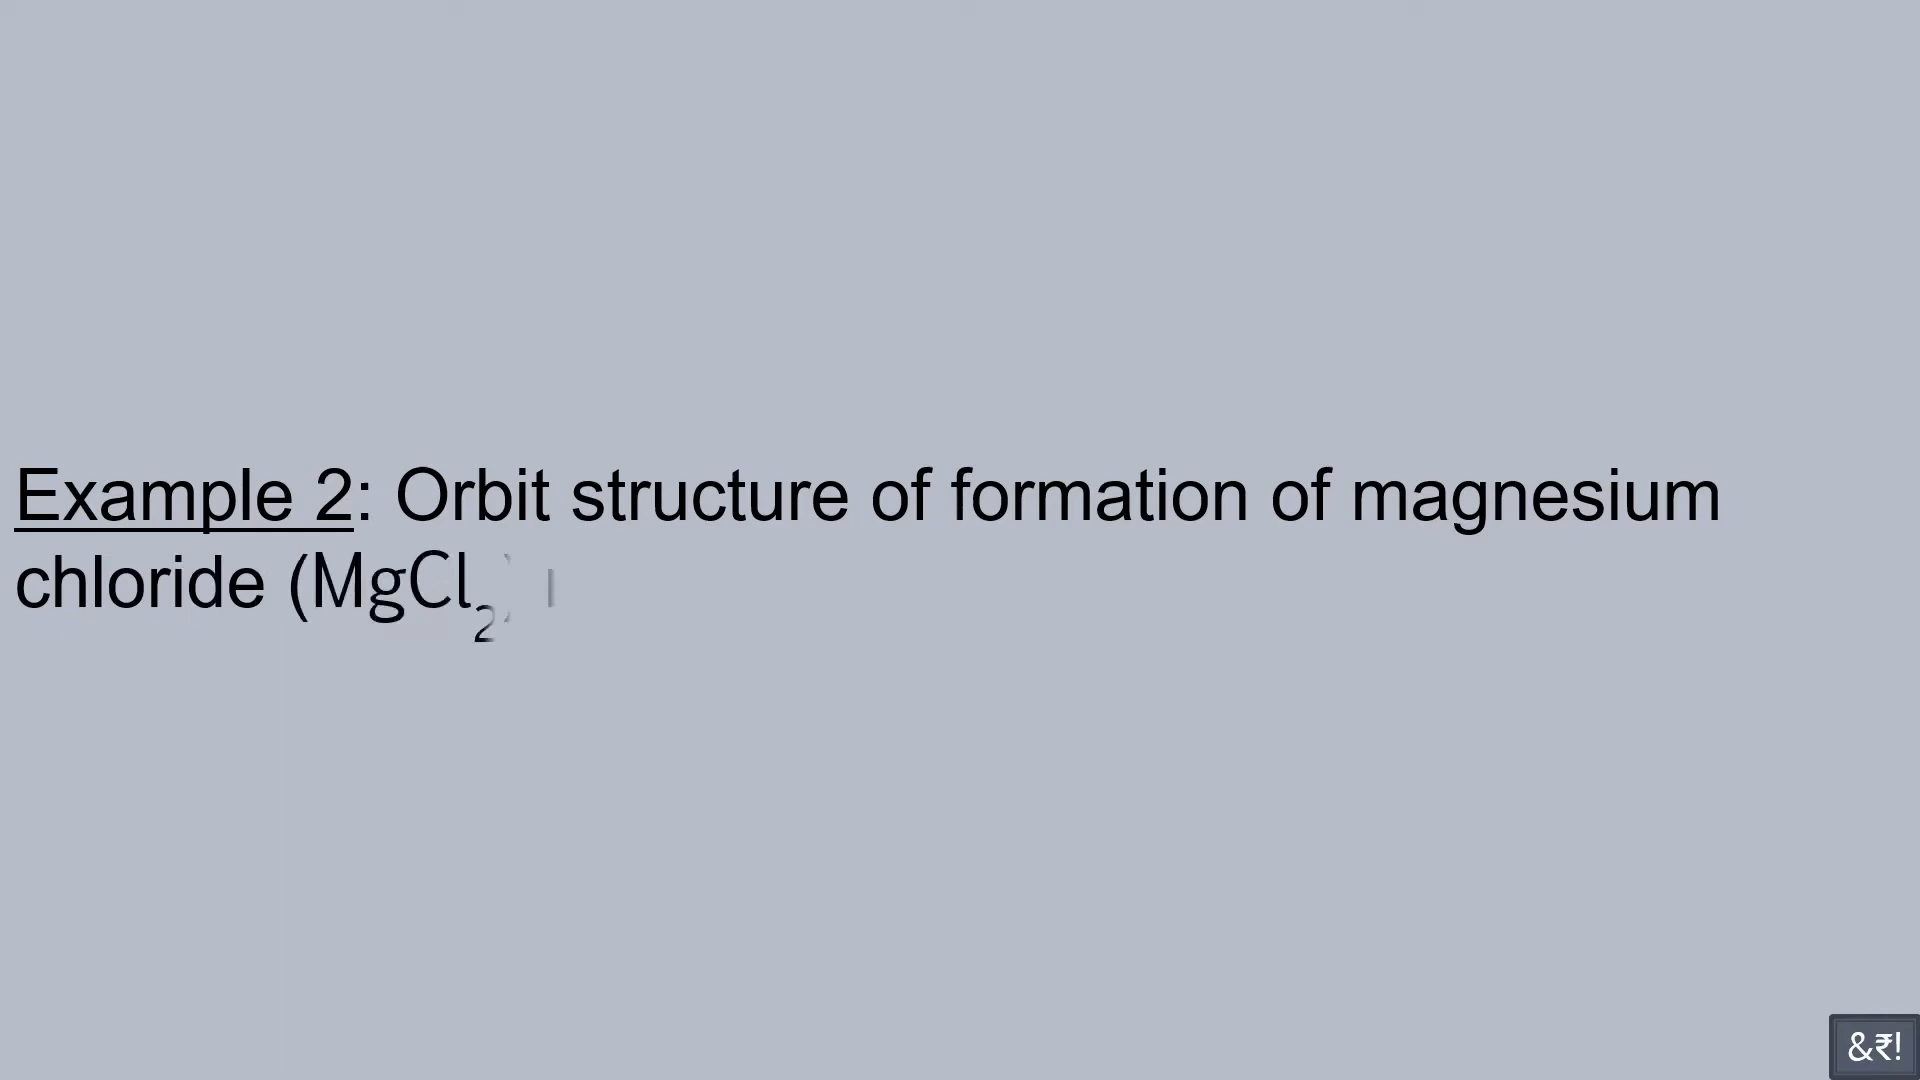 Example 2: Orbit structure of formation of magnesium
chloride (MgCl₂)
&₹!